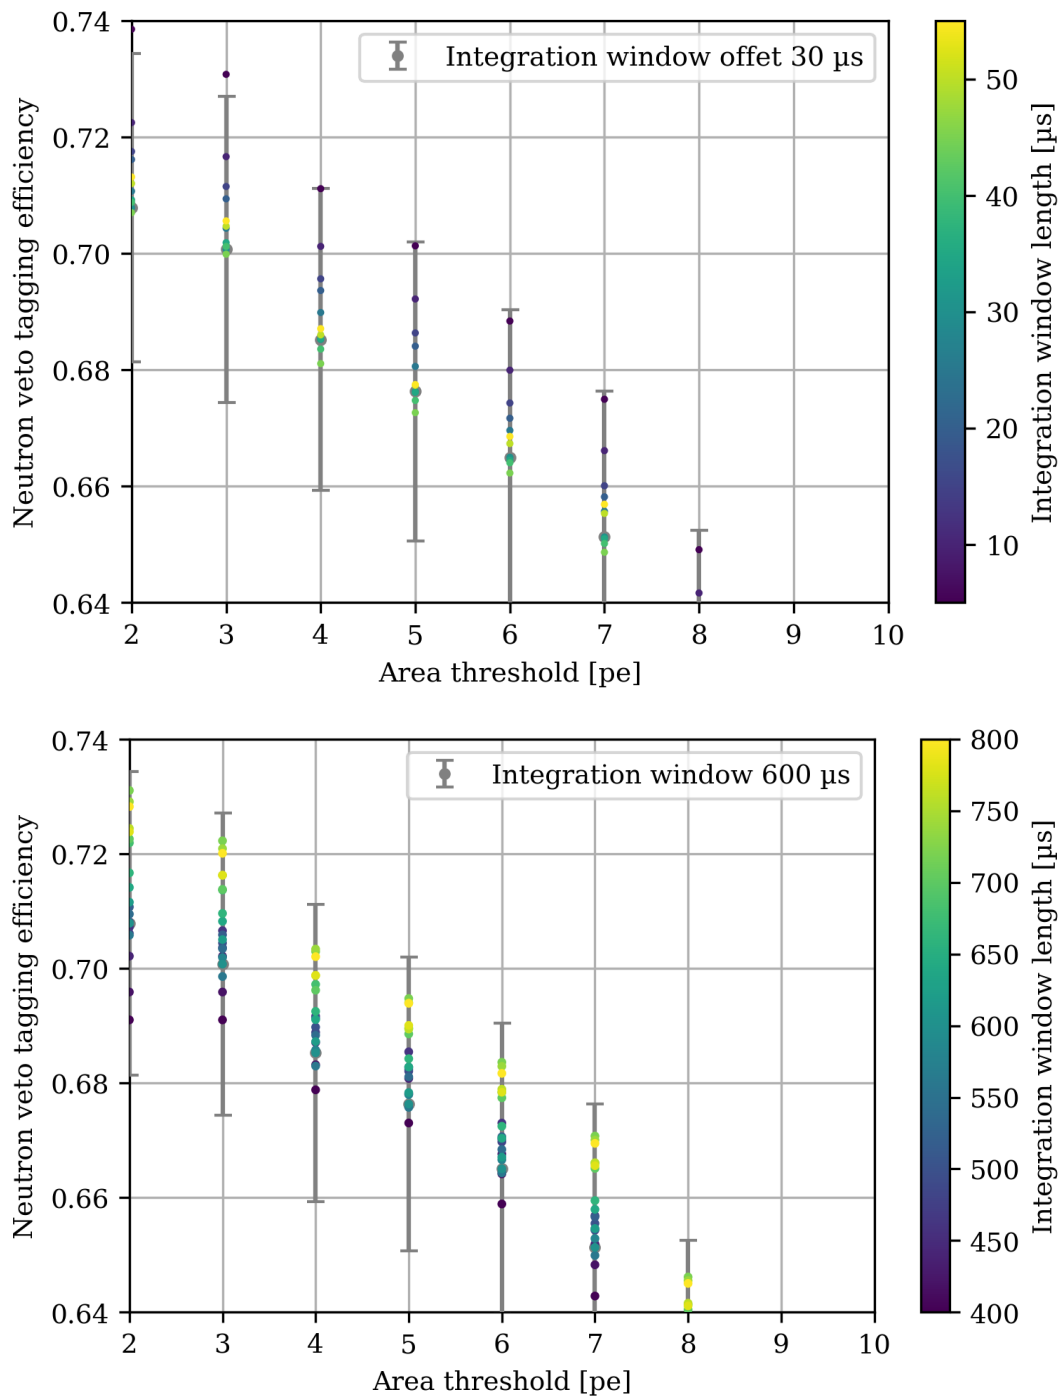 Integration window offet 30 µs
Neutron veto tagging efficiency
0.74
0.72
0.70
0.68
0.66
0.64
2 3 4 5 6 7 8 9 10
Area threshold [pe]
50
40
30
20
10
Integration window length [µs]
Integration window 600 µs
Neutron veto tagging efficiency
0.74
0.72
0.70
0.68
0.66
0.64
2 3 4 5 6 7 8 9 10
Area threshold [pe]
800
750
700
650
600
550
500
450
400
Integration window length [µs]